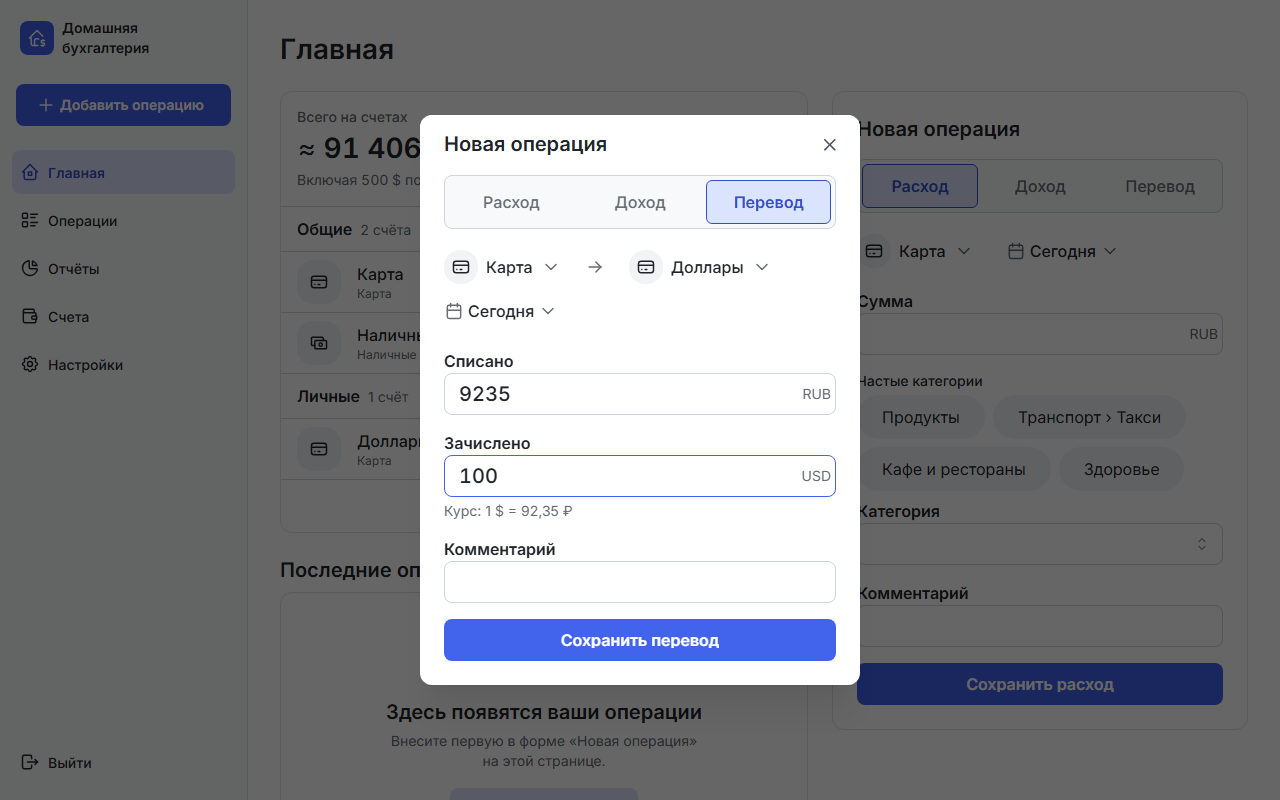 Домашняя
бухгалтерия
Добавить операцию
Главная
Операции
Отчёты
Счета
Настройки
Выйти
Главная
Всего на счетах
≈ 91 406
Включая 500 $ по
Общие 2 счёта
Карта
Карта
Наличны
Наличные
Личные 1 счёт
Доллары
Карта
Последние оп
Здесь появятся ваши операции
Внесите первую в форме «Новая операция»
на этой странице.
Новая операция
Расход Доход Перевод
Карта → Доллары
Сегодня
Списано
9235 RUB
Зачислено
100 USD
Курс: 1 $ = 92,35 ₽
Комментарий
Сохранить перевод
Новая операция
Расход Доход Перевод
Карта Сегодня
Сумма
RUB
Частые категории
Продукты Транспорт › Такси
Кафе и рестораны Здоровье
Категория
Комментарий
Сохранить расход